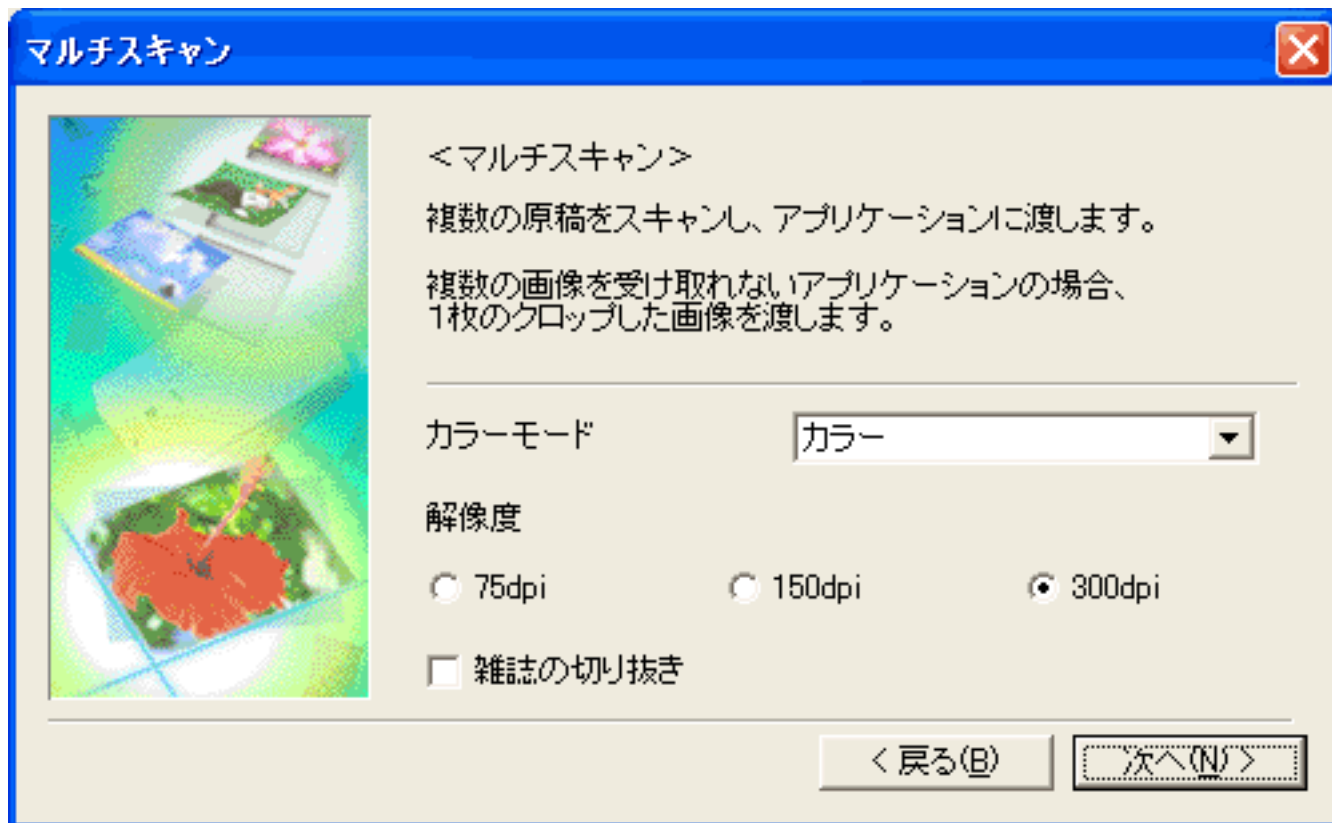 マルチスキャン
＜マルチスキャン＞
複数の原稿をスキャンし、アプリケーションに渡します。
複数の画像を受け取れないアプリケーションの場合、
1枚のクロップした画像を渡します。
カラーモード カラー
解像度
75dpi 150dpi 300dpi
雑誌の切り抜き
< 戻る(B) 次へ(N) >